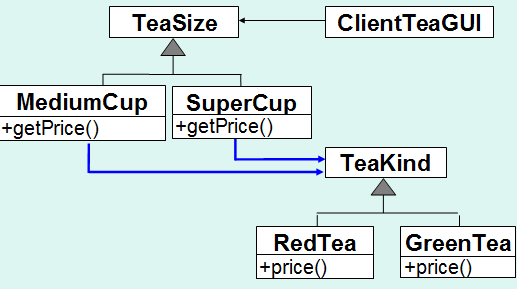 TeaSize
ClientTeaGUI
MediumCup
+getPrice()
SuperCup
+getPrice()
TeaKind
RedTea
+price()
GreenTea
+price()